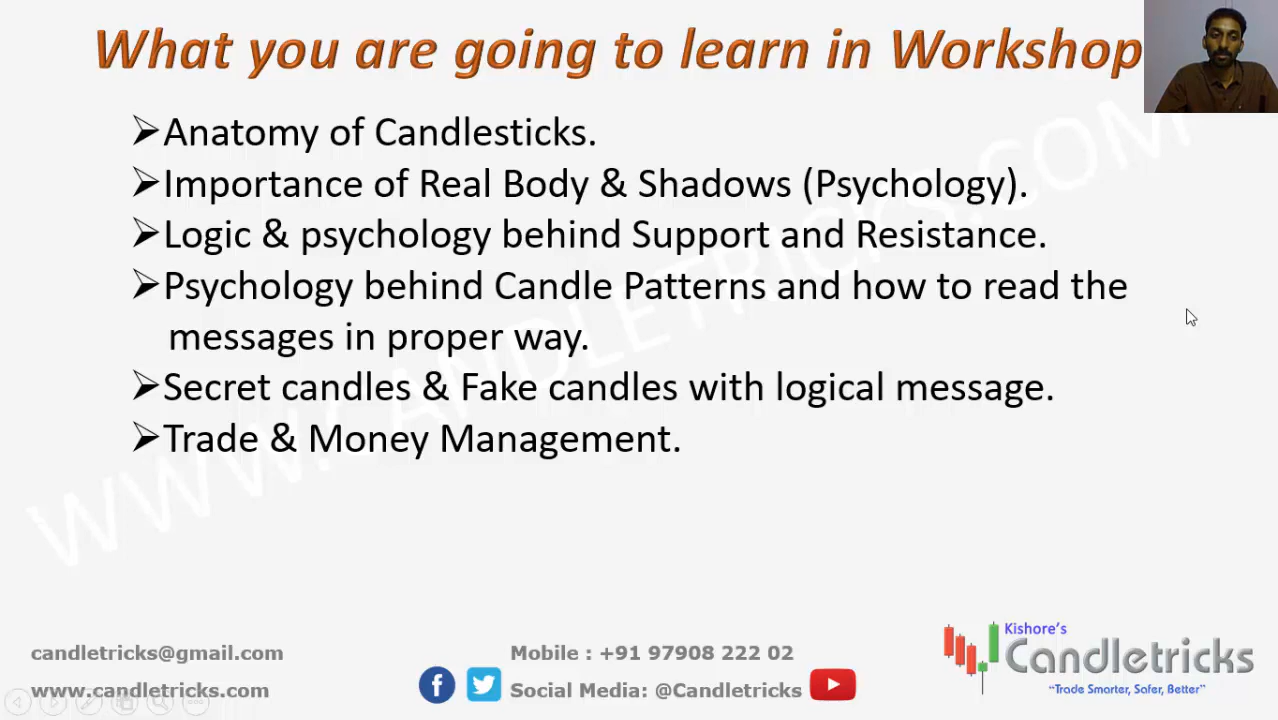 What you are going to learn in Workshop
➢Anatomy of Candlesticks.
➢Importance of Real Body & Shadows (Psychology).
➢Logic & psychology behind Support and Resistance.
➢Psychology behind Candle Patterns and how to read the
messages in proper way.
➢Secret candles & Fake candles with logical message.
➢Trade & Money Management.
WWW.CANDLETRICKS.COM
candletricks@gmail.com
www.candletricks.com
Mobile : +91 97908 222 02
Social Media: @Candletricks
Kishore's
Candletricks
“Trade Smarter, Safer, Better”